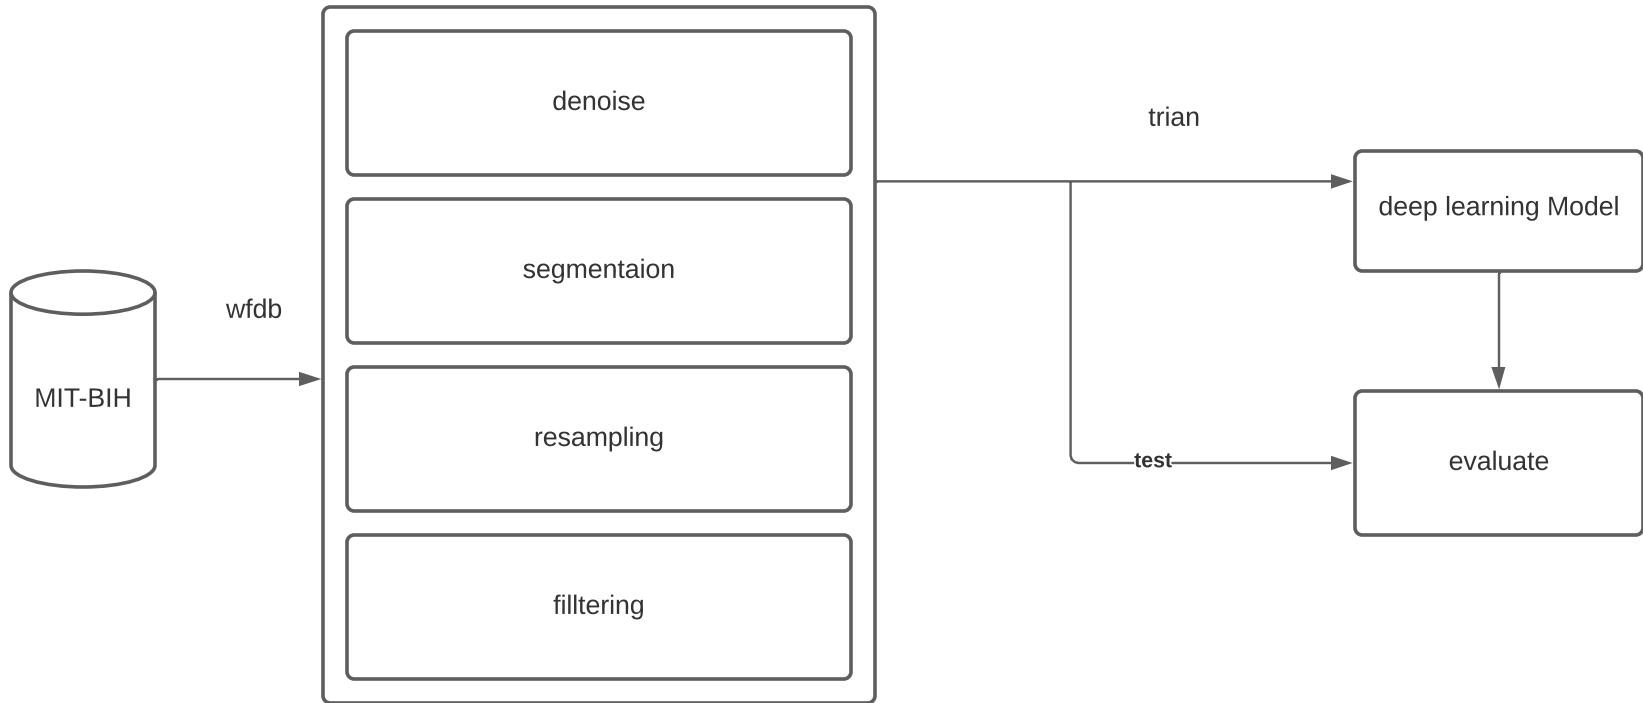 MIT-BIH
wfdb
denoise
segmentaion
resampling
filltering
trian
deep learning Model
test
evaluate